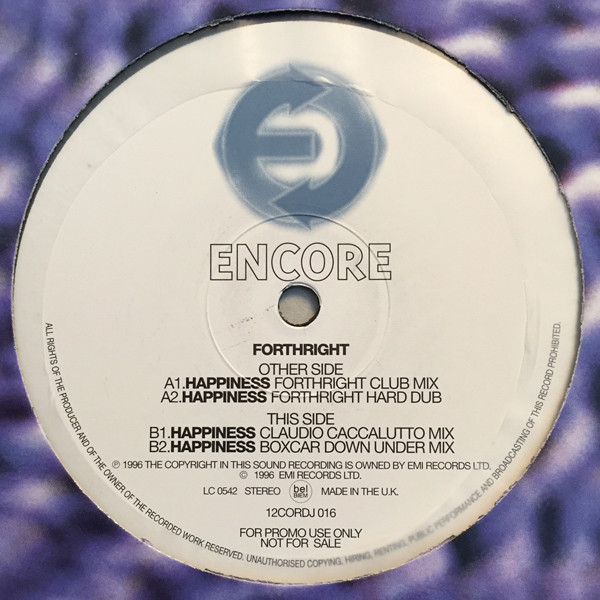 ENCORE
FORTHRIGHT
OTHER SIDE
A1.HAPPINESS FORTHRIGHT CLUB MIX
A2.HAPPINESS FORTHRIGHT HARD DUB
THIS SIDE
B1.HAPPINESS CLAUDIO CACCALUTTO MIX
B2.HAPPINESS BOXCAR DOWN UNDER MIX
℗ 1996 THE COPYRIGHT IN THIS SOUND RECORDING IS OWNED BY EMI RECORDS LTD.
© 1996 EMI RECORDS LTD.
LC 0542 STEREO bel BIEM MADE IN THE U.K.
12CORDJ 016
FOR PROMO USE ONLY
NOT FOR SALE
ALL RIGHTS OF THE PRODUCER AND OF THE OWNER OF THE RECORDED WORK RESERVED. UNAUTHORISED COPYING, HIRING, RENTING, PUBLIC PERFORMANCE AND BROADCASTING OF THIS RECORD PROHIBITED.